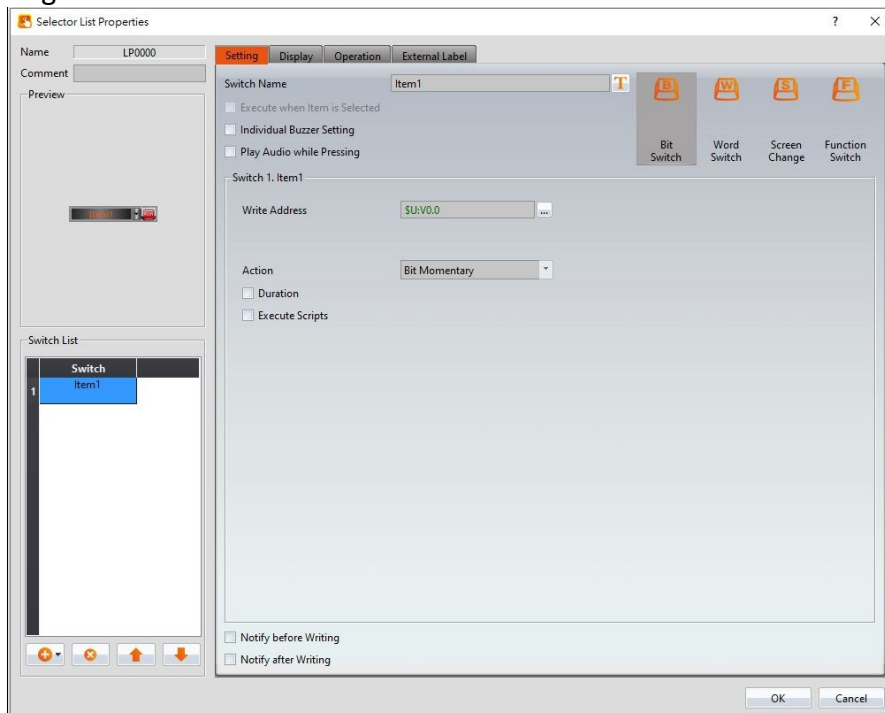 Selector List Properties
?
Name
LP0000
Comment
Preview
Switch List
Switch
1
Item1
Setting
Display
Operation
External Label
Switch Name
Item1
T
Execute when Item is Selected
Individual Buzzer Setting
Play Audio while Pressing
B
Bit
Switch
W
Word
Switch
S
Screen
Change
F
Function
Switch
Switch 1. Item1
Write Address
$U:V0.0
...
Action
Bit Momentary
Duration
Execute Scripts
Notify before Writing
Notify after Writing
OK
Cancel